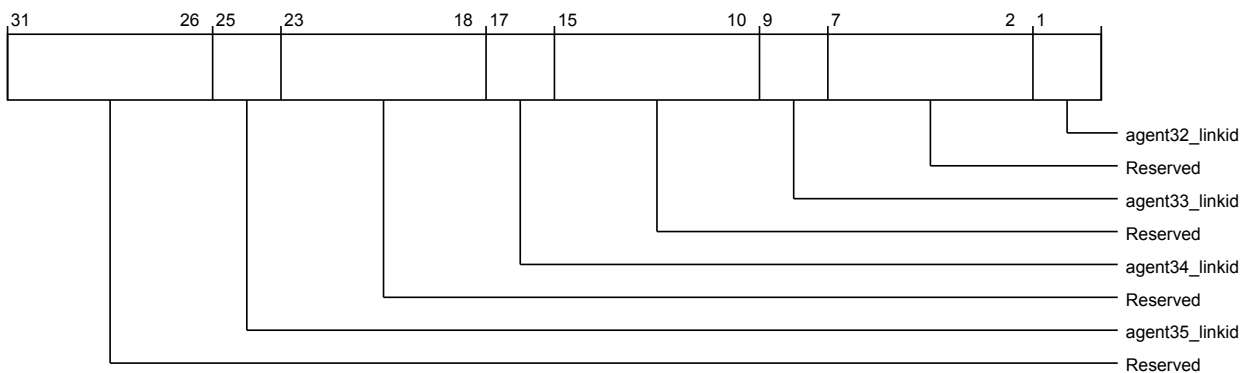 31 26 25 23 18 17 15 10 9 7 2 1
agent32_linkid
Reserved
agent33_linkid
Reserved
agent34_linkid
Reserved
agent35_linkid
Reserved